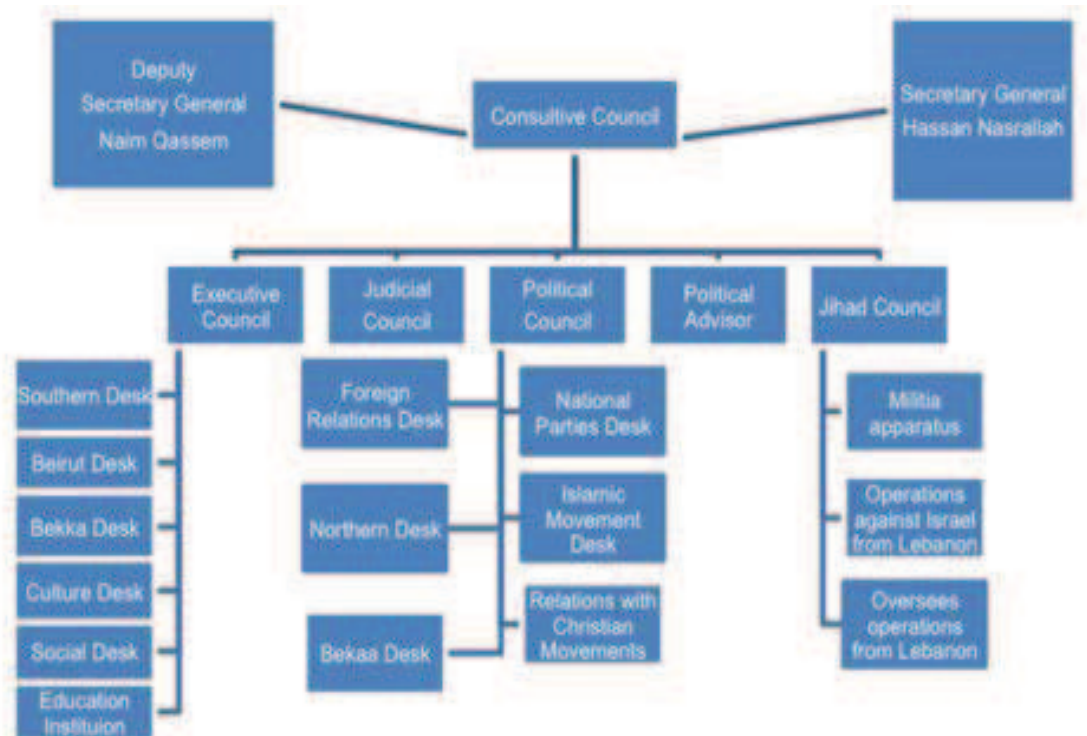 Deputy
Secretary General
Naim Qassem
Consultive Council
Secretary General
Hassan Nasrallah
Executive
Council
Judicial
Council
Political
Council
Political
Advisor
Jihad Council
Southern Desk
Beirut Desk
Bekka Desk
Culture Desk
Social Desk
Education
Instituion
Foreign
Relations Desk
Northern Desk
Bekaa Desk
National
Parties Desk
Islamic
Movement
Desk
Relations with
Christian
Movements
Militia
apparatus
Operations
against Israel
from Lebanon
Oversees
operations
from Lebanon